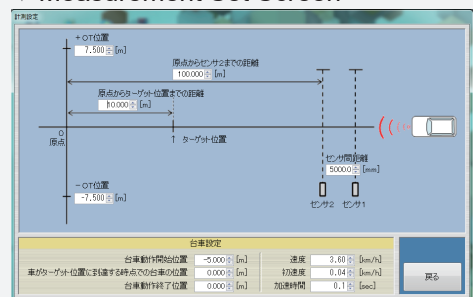 Measurement Set Screen
計測設定
+OT位置
7.500 [m]
原点からセンサ2までの距離
100.000 [m]
原点からターゲット位置までの距離
10.000 [m]
0
原点
↑ ターゲット位置
センサ間距離
5000.0 [mm]
-OT位置
-7.500 [m]
センサ2 センサ1
台車設定
台車動作開始位置 -5.000 [m] 速度 3.60 [km/h]
車がターゲット位置に到達する時点での台車の位置 0.000 [m] 初速度 0.04 [km/h]
台車動作終了位置 0.000 [m] 加速時間 0.1 [sec]
戻る